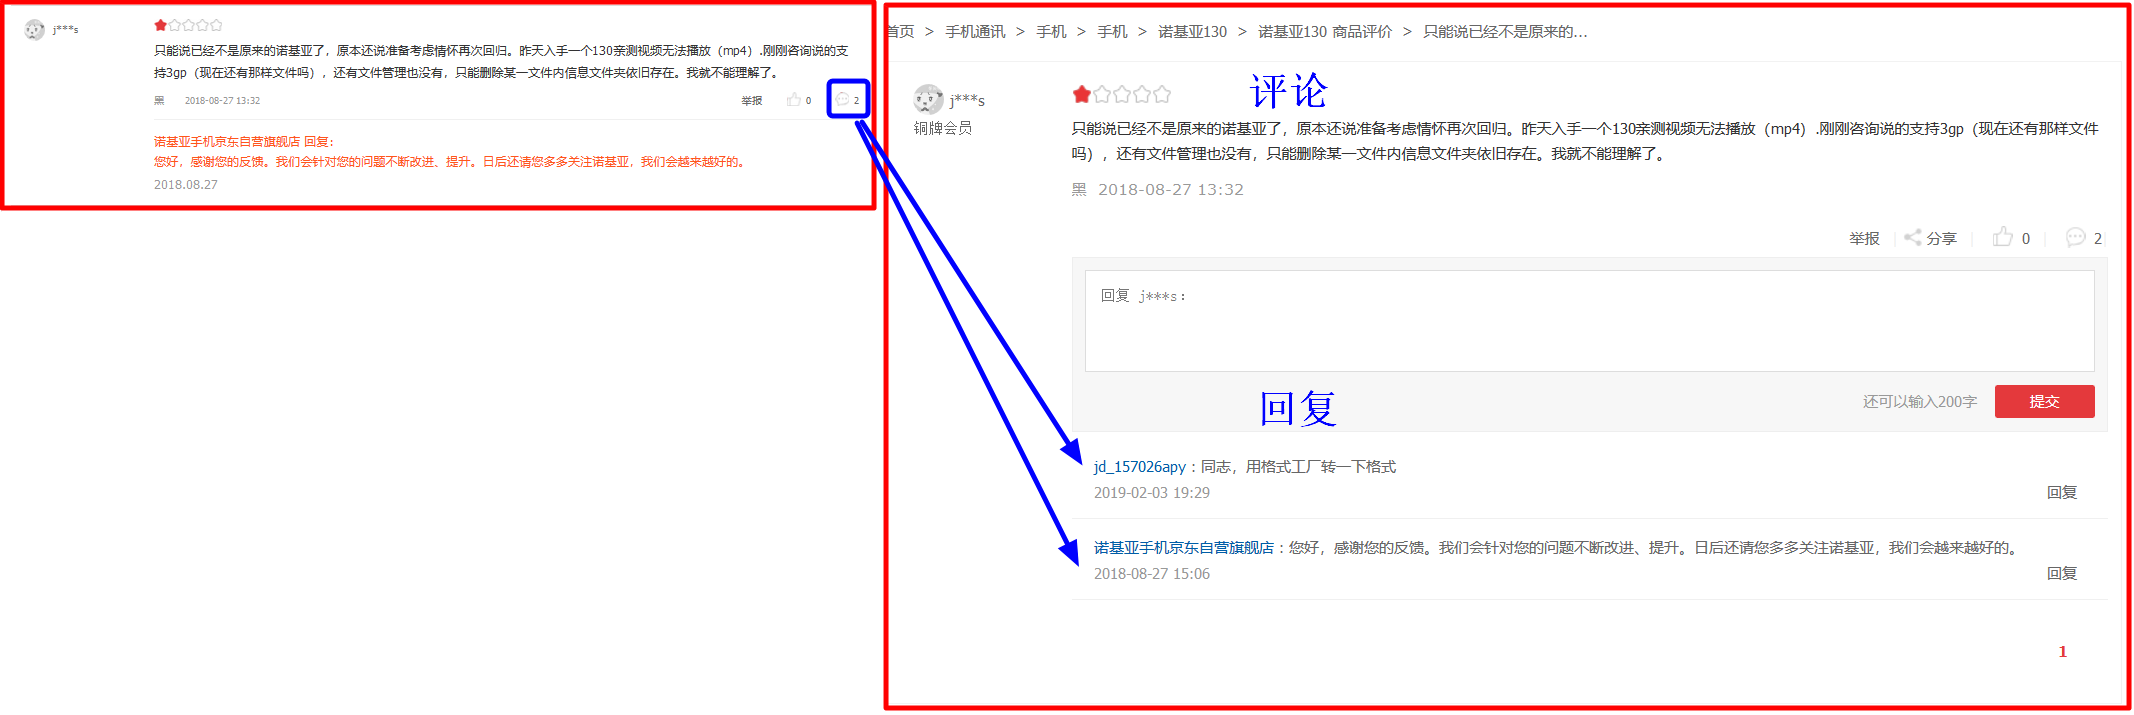 j***s
只能说已经不是原来的诺基亚了，原本还说准备考虑情怀再次回归。昨天入手一个130亲测视频无法播放（mp4）.刚刚咨询说的支
持3gp（现在还有那样文件吗），还有文件管理也没有，只能删除某一文件内信息文件夹依旧存在。我就不能理解了。
黑 2018-08-27 13:32 举报 0 2
诺基亚手机京东自营旗舰店 回复：
您好，感谢您的反馈。我们会针对您的问题不断改进、提升。日后还请您多多关注诺基亚，我们会越来越好的。
2018.08.27
首页 > 手机通讯 > 手机 > 手机 > 诺基亚130 > 诺基亚130 商品评价 > 只能说已经不是原来的...
评论
j***s
铜牌会员
只能说已经不是原来的诺基亚了，原本还说准备考虑情怀再次回归。昨天入手一个130亲测视频无法播放（mp4）.刚刚咨询说的支持3gp（现在还有那样文件
吗），还有文件管理也没有，只能删除某一文件内信息文件夹依旧存在。我就不能理解了。
黑 2018-08-27 13:32
举报 分享 0 2
回复 j***s：
回复
还可以输入200字 提交
jd_157026apy：同志，用格式工厂转一下格式
2019-02-03 19:29 回复
诺基亚手机京东自营旗舰店：您好，感谢您的反馈。我们会针对您的问题不断改进、提升。日后还请您多多关注诺基亚，我们会越来越好的。
2018-08-27 15:06 回复
1